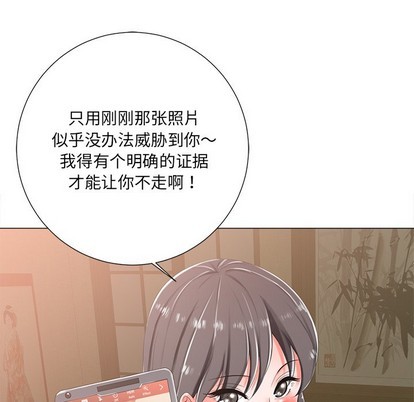 只用刚刚那张照片
似乎没办法威胁到你～
我得有个明确的证据
才能让你不走啊！